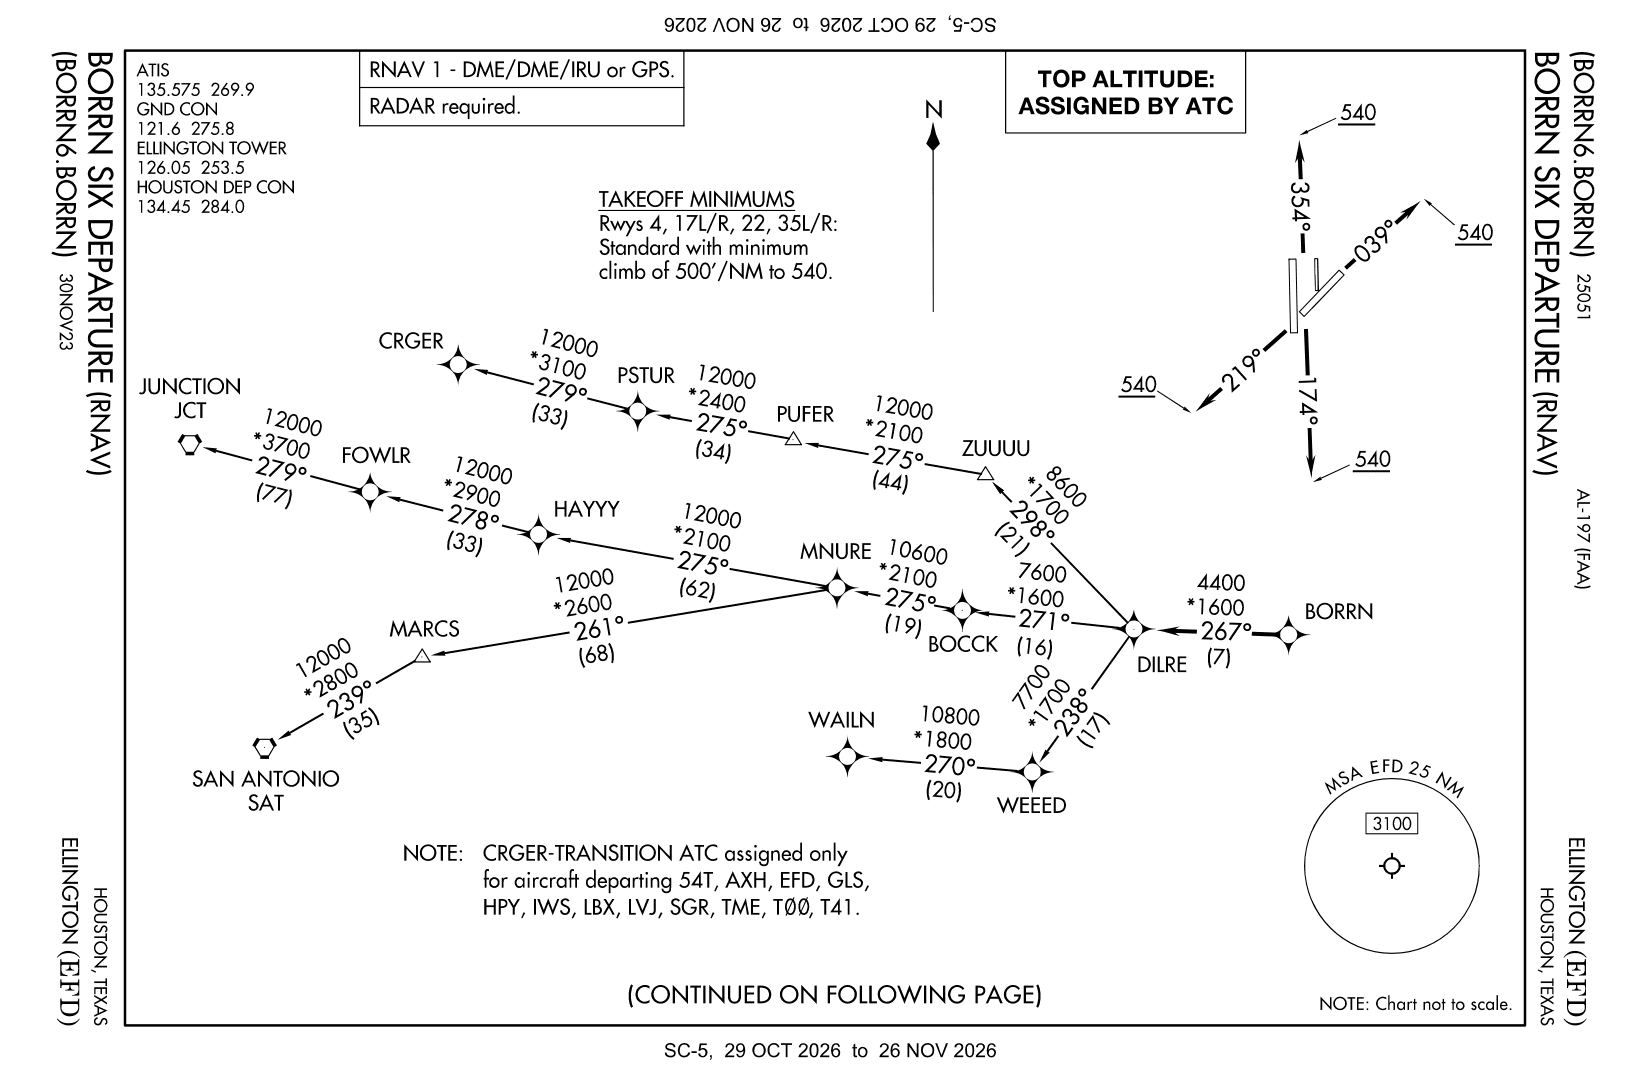 SC-5, 29 OCT 2026 to 26 NOV 2026
BORRN SIX DEPARTURE (RNAV)
(BORRN6.BORRN) 30NOV23
ELLINGTON (EFD)
HOUSTON, TEXAS
ATIS
135.575 269.9
GND CON
121.6 275.8
ELLINGTON TOWER
126.05 253.5
HOUSTON DEP CON
134.45 284.0
RNAV 1 - DME/DME/IRU or GPS.
RADAR required.
TAKEOFF MINIMUMS
Rwys 4, 17L/R, 22, 35L/R:
Standard with minimum
climb of 500'/NM to 540.
N
TOP ALTITUDE:
ASSIGNED BY ATC
540
354°
039°
540
540
219°
174°
540
CRGER
12000
*3100
279°
(33)
PSTUR
12000
*2400
275°
(34)
PUFER
12000
*2100
275°
(44)
ZUUUU
8600
*1700
298°
(21)
JUNCTION
JCT
12000
*3700
279°
(77)
FOWLR
12000
*2900
278°
(33)
HAYYY
12000
*2100
275°
(62)
MNURE
10600
*2100
275°
(19)
BOCCK
7600
*1600
271°
(16)
DILRE
4400
*1600
267°
(7)
BORRN
12000
*2600
261°
(68)
MARCS
12000
*2800
239°
(35)
SAN ANTONIO
SAT
7700
*1700
238°
(17)
WEEED
10800
*1800
270°
(20)
WAILN
NOTE: CRGER-TRANSITION ATC assigned only
for aircraft departing 54T, AXH, EFD, GLS,
HPY, IWS, LBX, LVJ, SGR, TME, TØØ, T41.
MSA EFD 25 NM
3100
(CONTINUED ON FOLLOWING PAGE)
NOTE: Chart not to scale.
BORRN SIX DEPARTURE (RNAV)
(BORRN6.BORRN) 25051
AL-197 (FAA)
ELLINGTON (EFD)
HOUSTON, TEXAS
SC-5, 29 OCT 2026 to 26 NOV 2026